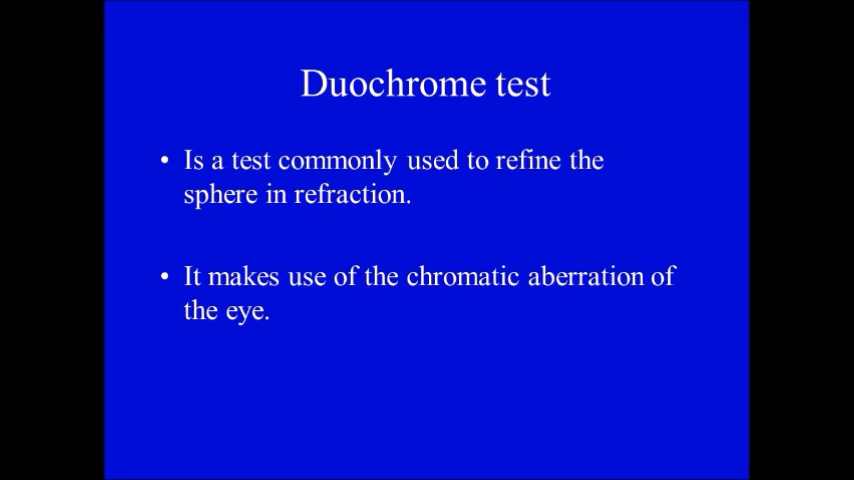 Duochrome test
• Is a test commonly used to refine the
sphere in refraction.
• It makes use of the chromatic aberration of
the eye.